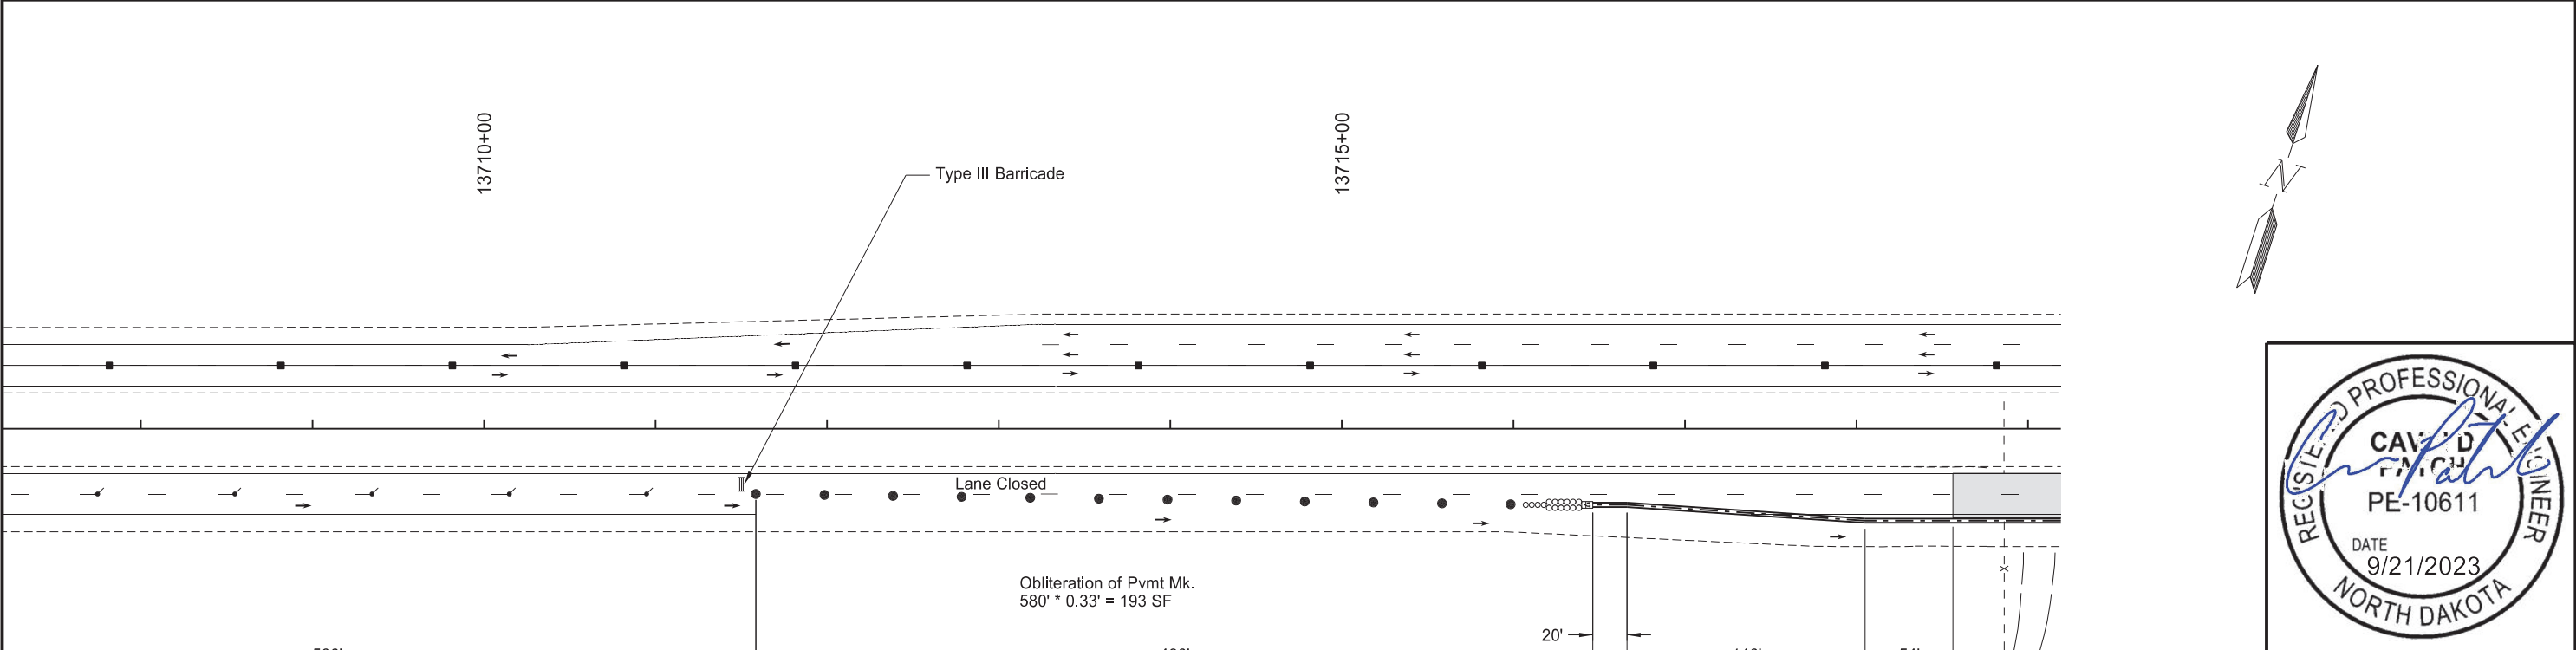 13710+00
13715+00
Type III Barricade
N
Lane Closed
Obliteration of Pvmt Mk.
580' * 0.33' = 193 SF
20'
PROFESSIONAL
PE-10611
DATE
9/21/2023
NORTH DAKOTA